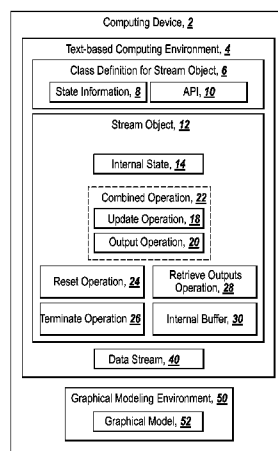 Computing Device, 2
Text-based Computing Environment, 4
Class Definition for Stream Object, 6
State Information, 8
API, 10
Stream Object, 12
Internal State, 14
Combined Operation, 22
Update Operation, 18
Output Operation, 20
Reset Operation, 24
Retrieve Outputs
Operation, 28
Terminate Operation, 26
Internal Buffer, 30
Data Stream, 40
Graphical Modeling Environment, 50
Graphical Model, 52